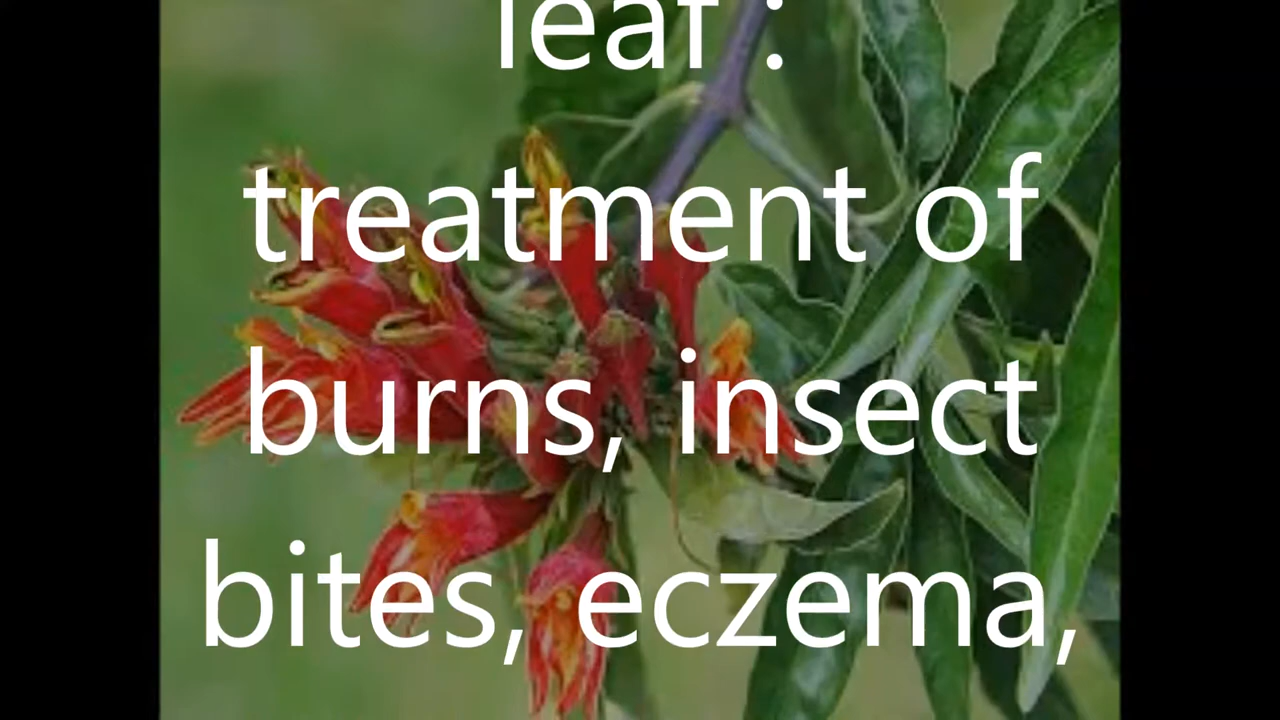 leaf :
treatment of
burns, insect
bites, eczema,